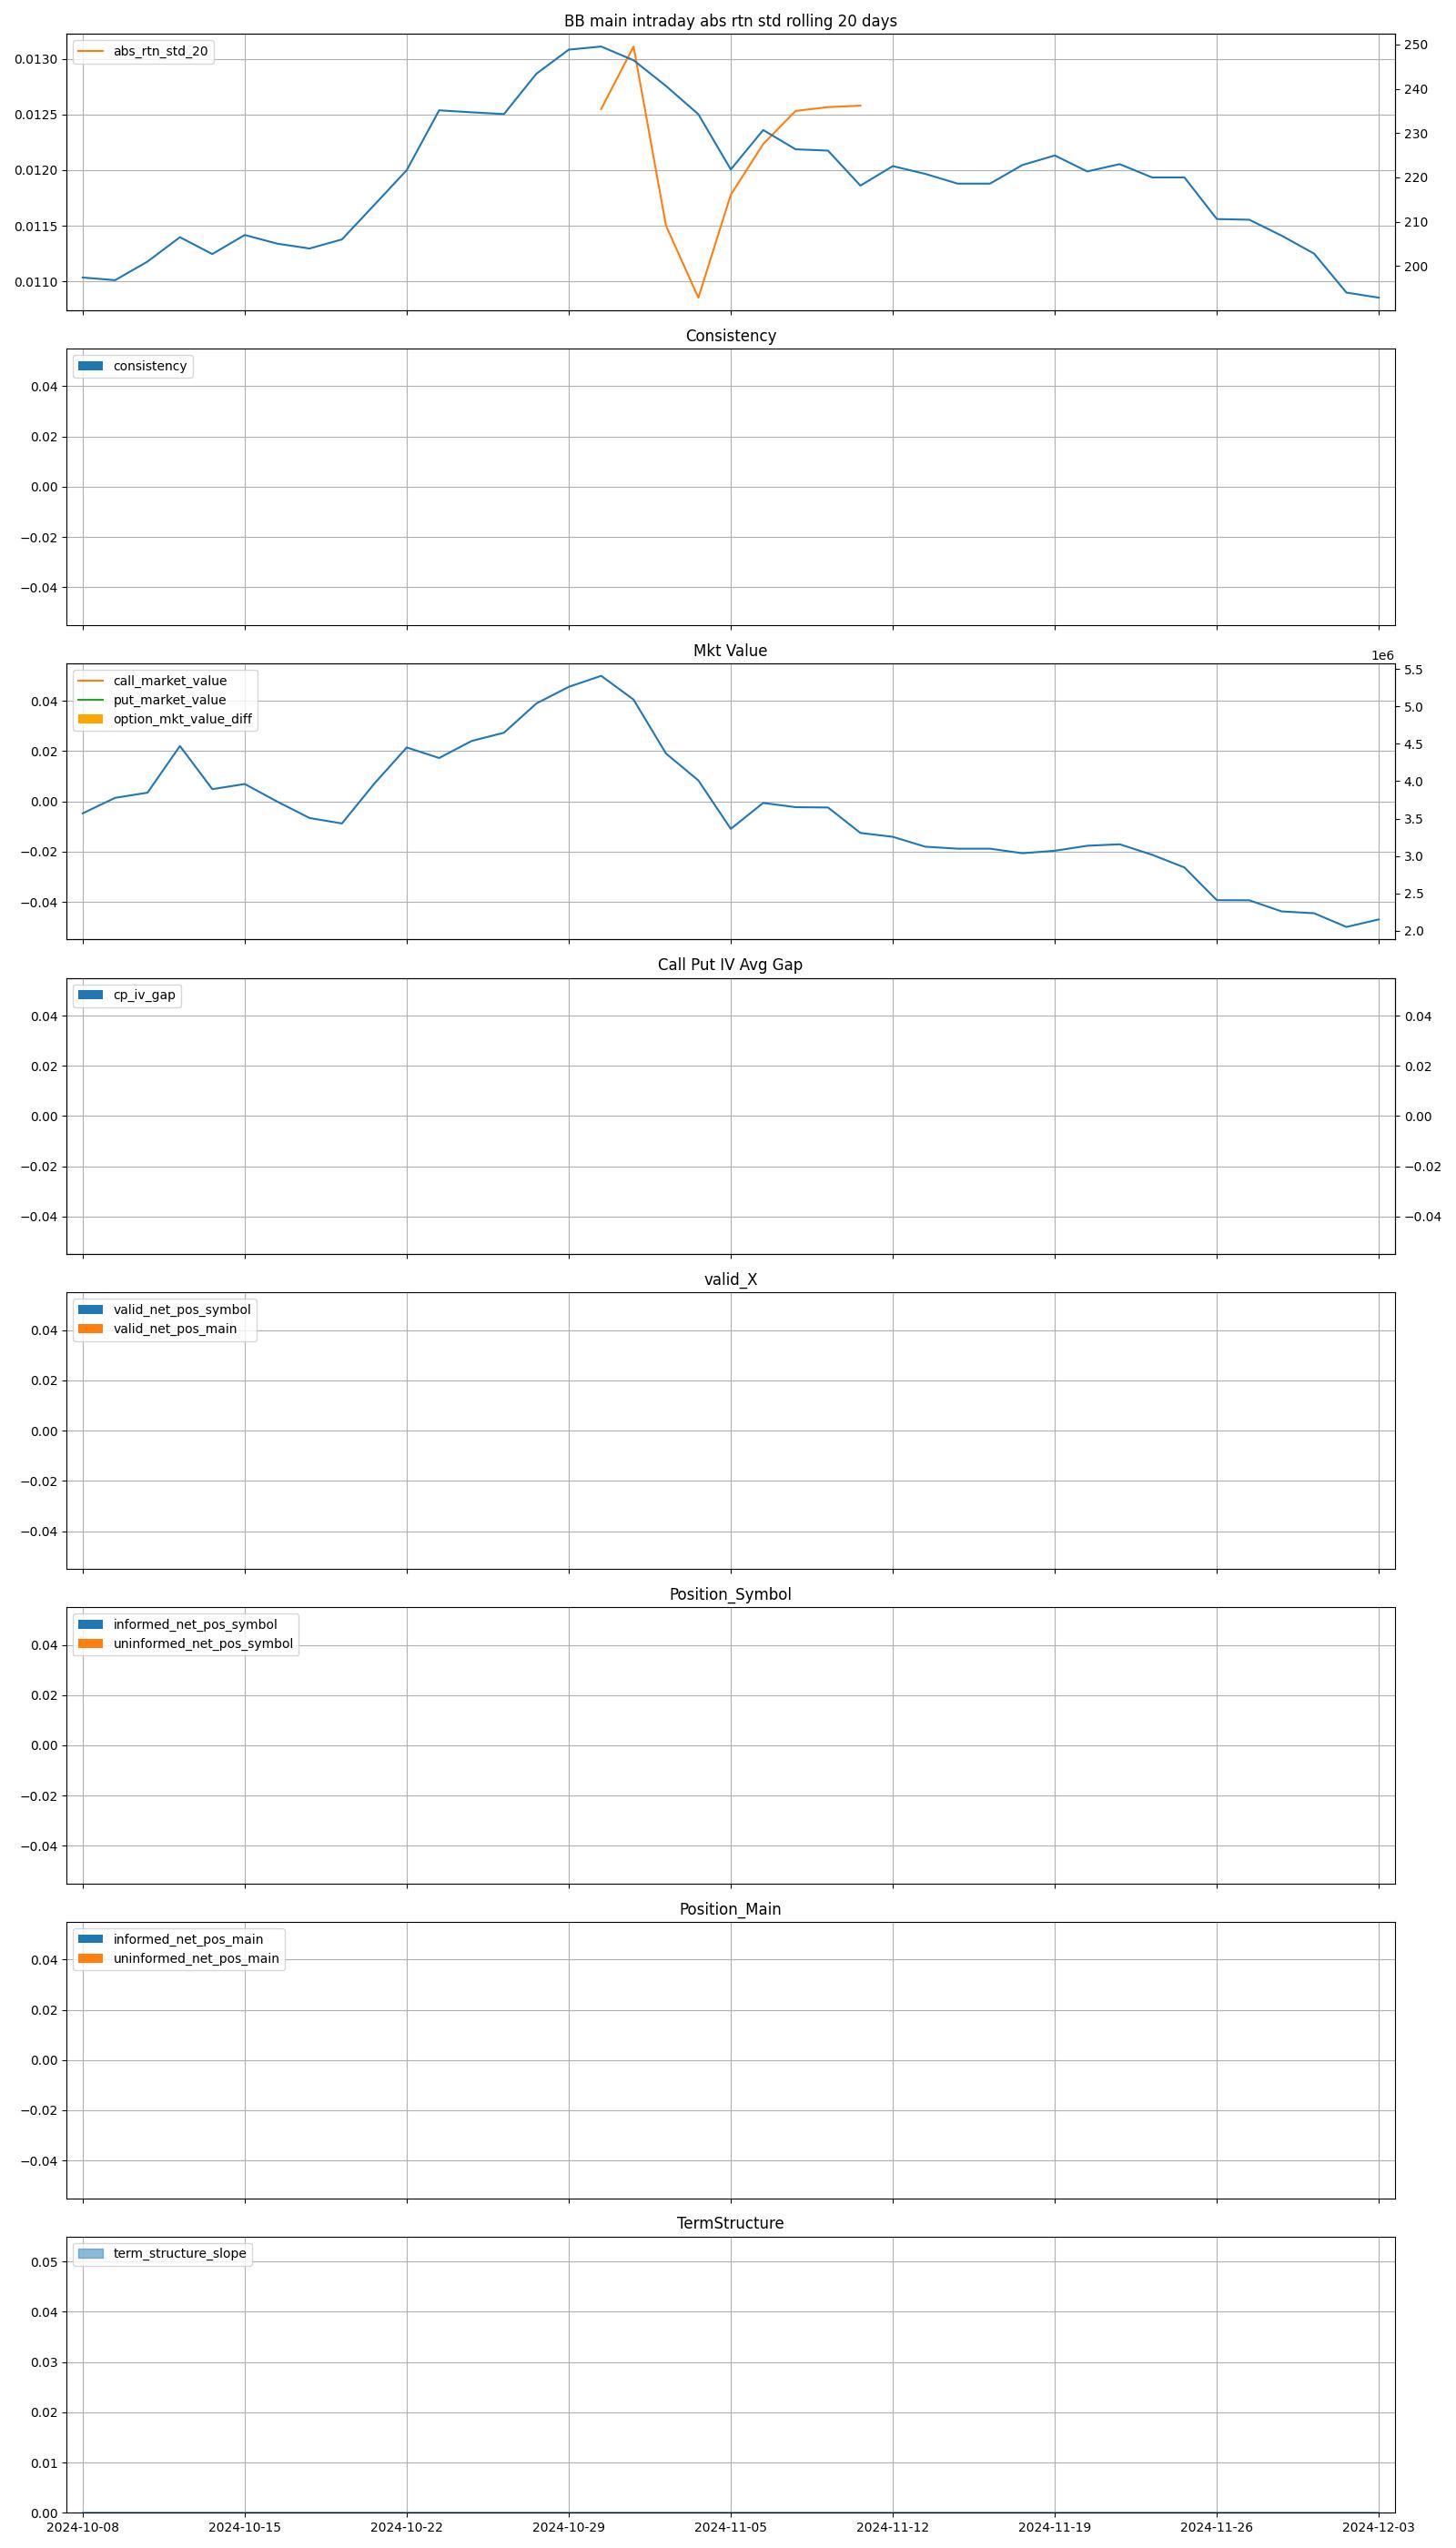 BB main intraday abs rtn std rolling 20 days
abs_rtn_std_20
0.0130
0.0125
0.0120
0.0115
0.0110
250
240
230
220
210
200
Consistency
consistency
0.04
0.02
0.00
−0.02
−0.04
Mkt Value
1e6
call_market_value
put_market_value
option_mkt_value_diff
0.04
0.02
0.00
−0.02
−0.04
5.5
5.0
4.5
4.0
3.5
3.0
2.5
2.0
Call Put IV Avg Gap
cp_iv_gap
0.04
0.02
0.00
−0.02
−0.04
0.04
0.02
0.00
−0.02
−0.04
valid_X
valid_net_pos_symbol
valid_net_pos_main
0.04
0.02
0.00
−0.02
−0.04
Position_Symbol
informed_net_pos_symbol
uninformed_net_pos_symbol
0.04
0.02
0.00
−0.02
−0.04
Position_Main
informed_net_pos_main
uninformed_net_pos_main
0.04
0.02
0.00
−0.02
−0.04
TermStructure
term_structure_slope
0.05
0.04
0.03
0.02
0.01
0.00
2024-10-08 2024-10-15 2024-10-22 2024-10-29 2024-11-05 2024-11-12 2024-11-19 2024-11-26 2024-12-03